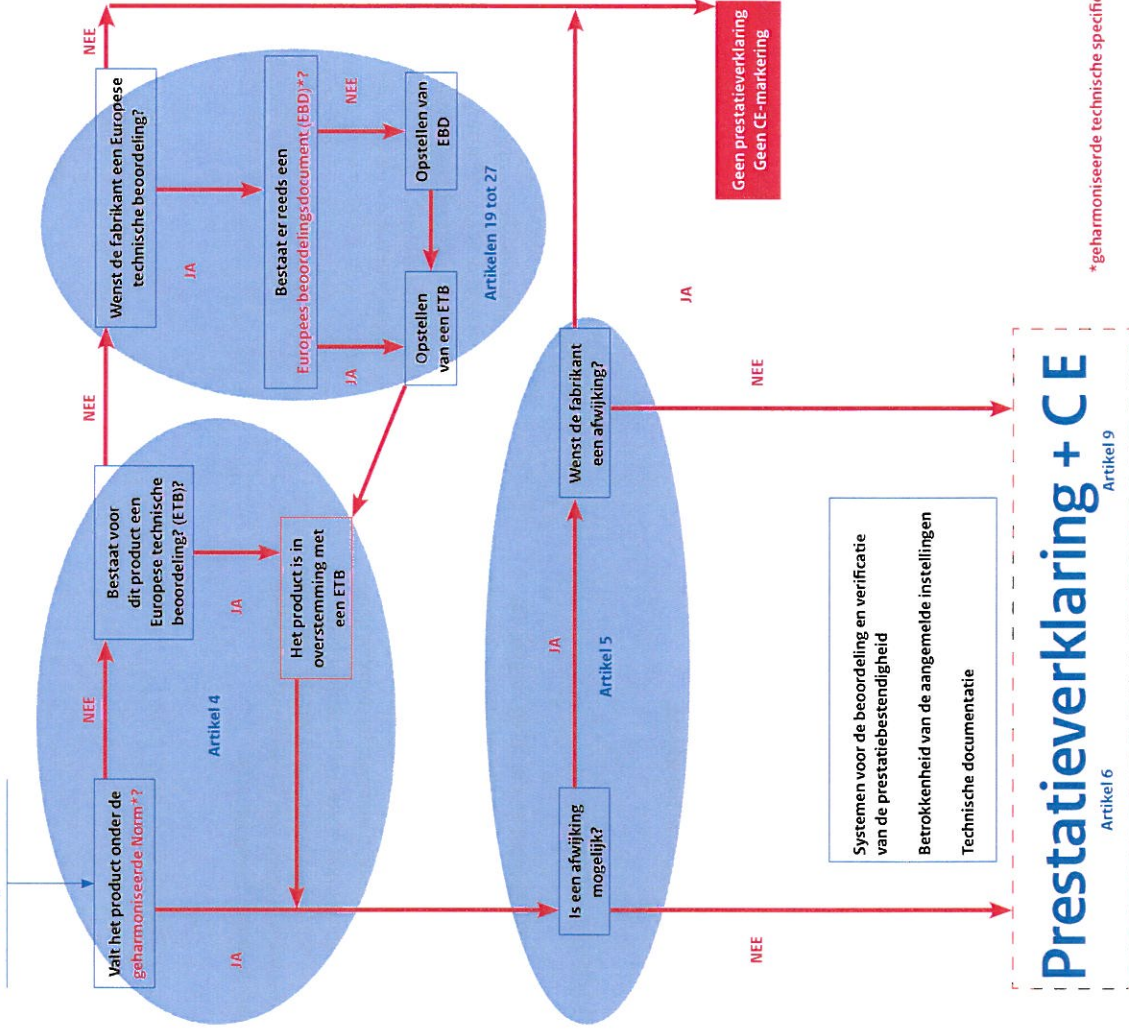 Valt het product onder de
geharmoniseerde Norm*?
NEE
JA
Bestaat voor
dit product een
Europese technische
beoordeling? (ETB)?
NEE
JA
Het product is in
overstemming met
een ETB
Artikel 4
Wenst de fabrikant een Europese
technische beoordeling?
NEE
JA
Bestaat er reeds een
Europees beoordelingsdocument (EBD)*?
JA
NEE
Opstellen
van een ETB
Opstellen van
EBD
Artikelen 19 tot 27
Is een afwijking
mogelijk?
JA
Artikel 5
Wenst de fabrikant
een afwijking?
JA
NEE
NEE
Geen prestatieverklaring
Geen CE-markering
Systemen voor de beoordeling en verificatie
van de prestatiebestendigheid
Betrokkenheid van de aangemelde instellingen
Technische documentatie
Prestatieverklaring + C E
Artikel 6
Artikel 9
*geharmoniseerde technische specific